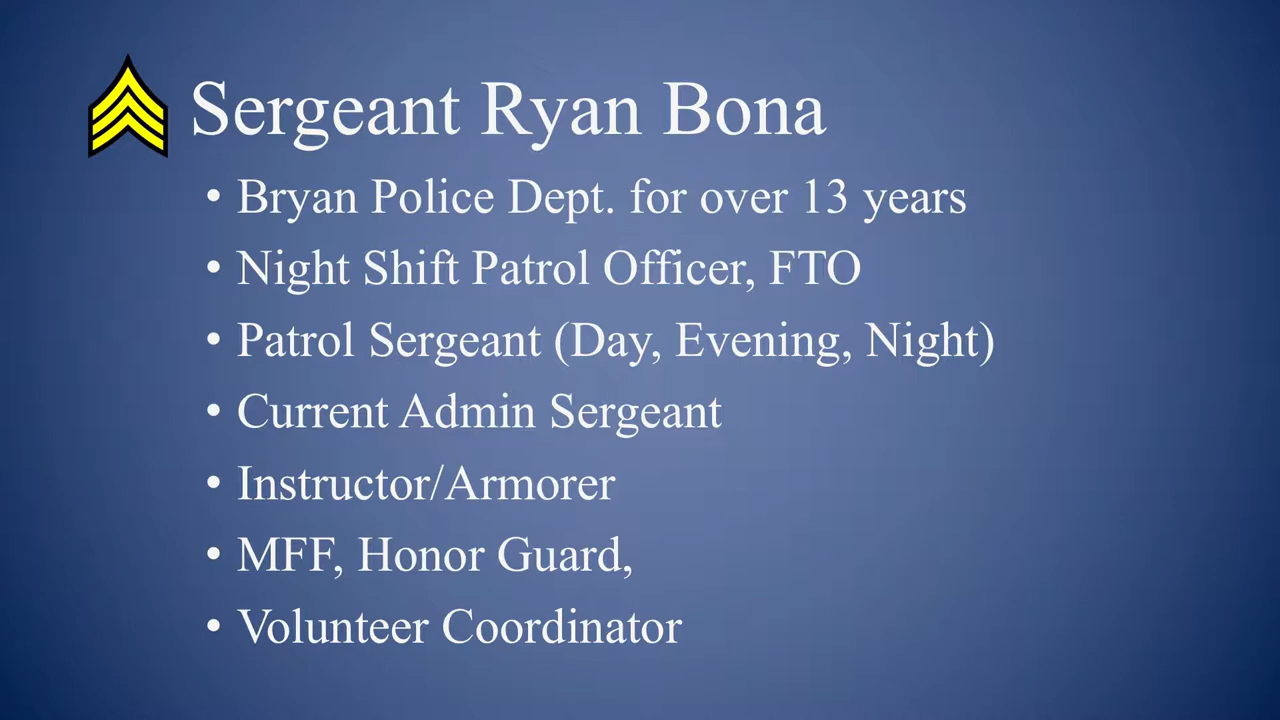 Sergeant Ryan Bona
• Bryan Police Dept. for over 13 years
• Night Shift Patrol Officer, FTO
• Patrol Sergeant (Day, Evening, Night)
• Current Admin Sergeant
• Instructor/Armorer
• MFF, Honor Guard,
• Volunteer Coordinator